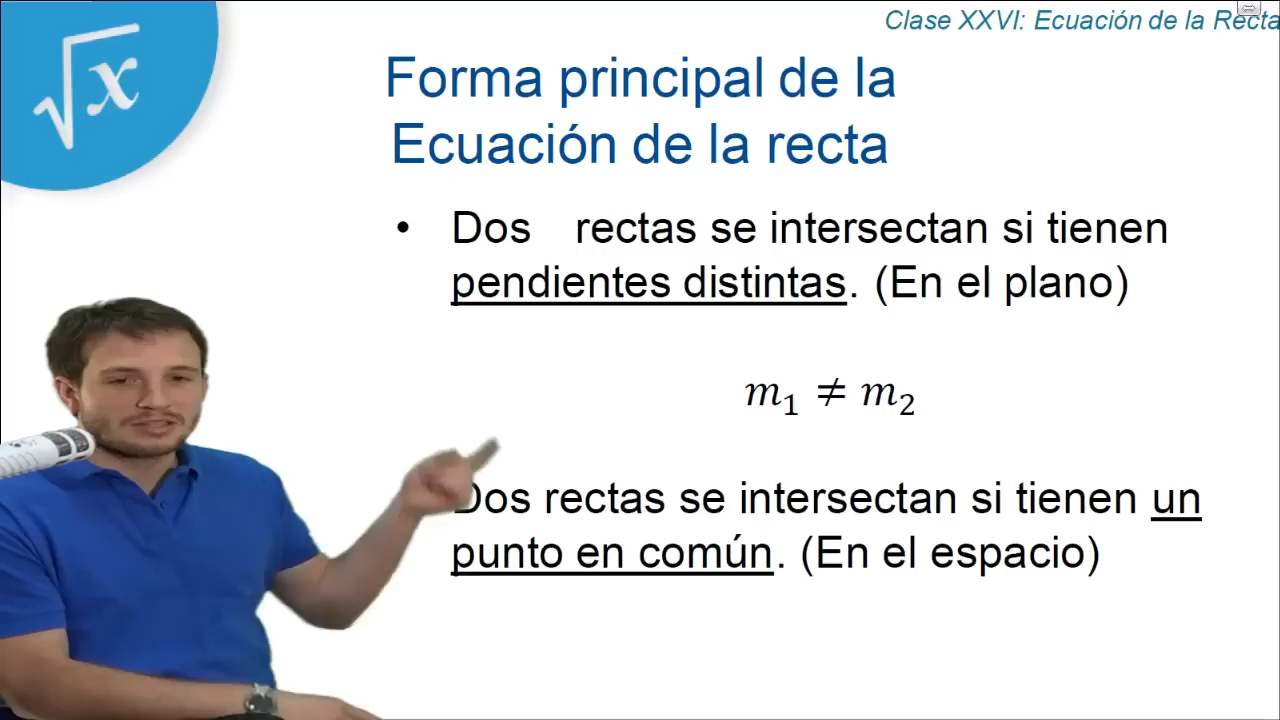 Clase XXVI: Ecuación de la Recta
√x
Forma principal de la
Ecuación de la recta
• Dos rectas se intersectan si tienen
pendientes distintas. (En el plano)
m₁ ≠ m₂
Dos rectas se intersectan si tienen un
punto en común. (En el espacio)